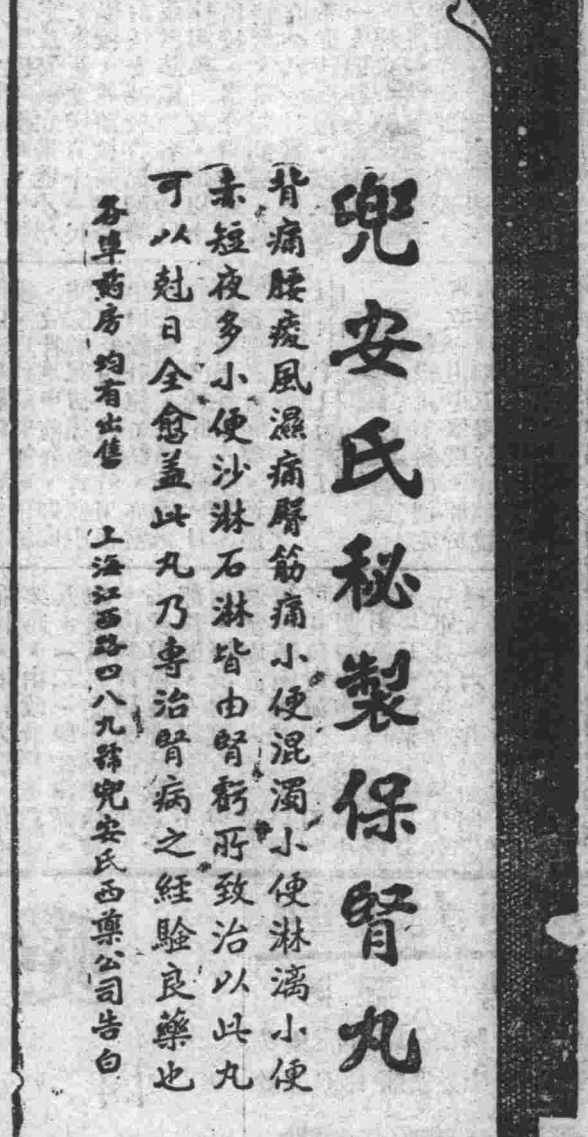 兜安氏秘製保腎丸
背痛腰痠風濕痛臀筋痛小便混濁小便淋漓小便
赤短夜多小便沙淋石淋皆由腎虧所致治以此丸
可以尅日全愈蓋此丸乃專治腎病之經驗良藥也
各埠葯房均有出售 上海江西路四八九號兜安氏西藥公司告白